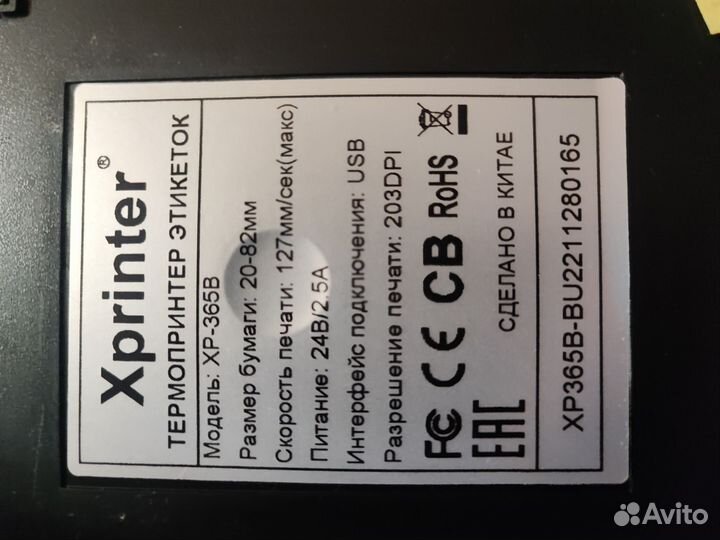 Xprinter®
ТЕРМОПРИНТЕР ЭТИКЕТОК
Модель: XP-365B
Размер бумаги: 20-82мм
Скорость печати: 127мм/сек(макс)
Питание: 24В/2.5А
Интерфейс подключения: USB
Разрешение печати: 203DPI
FC CE CB RoHS
EAC
СДЕЛАНО В КИТАЕ
XP365B-BU2211280165
Avito